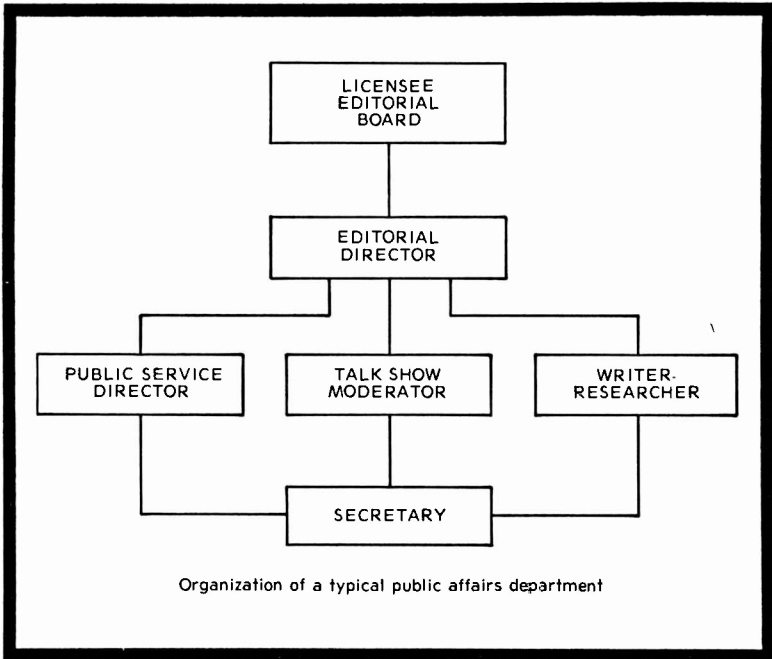 LICENSEE
EDITORIAL
BOARD
EDITORIAL
DIRECTOR
PUBLIC SERVICE
DIRECTOR
TALK SHOW
MODERATOR
WRITER-
RESEARCHER
SECRETARY
Organization of a typical public affairs department